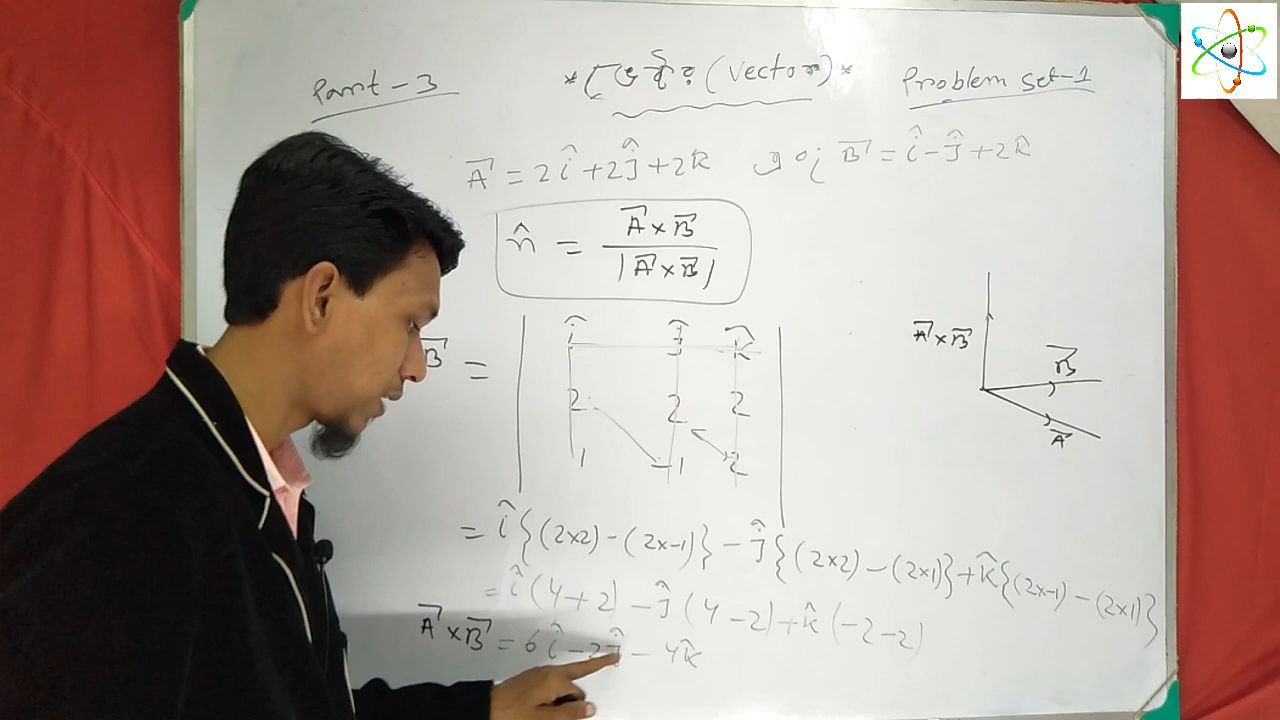 Part - 3
*ভেক্টর (Vector)*
Problem Set-1
A⃗ = 2î + 2ĵ + 2k̂ এবং B⃗ = î - ĵ + 2k̂
n̂ = (A⃗ × B⃗) / |A⃗ × B⃗|
B⃗ = | î ĵ k̂
2 2 2
1 -1 2 |
= î{(2×2) - (2×-1)} - ĵ{(2×2) - (2×1)} + k̂{(2×-1) - (2×1)}
= î(4+2) - ĵ(4-2) + k̂(-2-2)
A⃗ × B⃗ = 6î - 2ĵ - 4k̂
A⃗ × B⃗
B⃗
A⃗